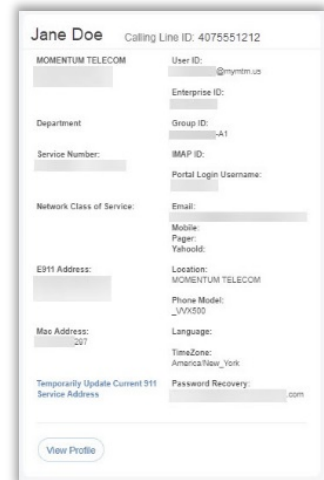 Jane Doe Calling Line ID: 4075551212
MOMENTUM TELECOM
User ID:
@mymtm.us
Enterprise ID:
Department
Group ID:
-A1
Service Number:
IMAP ID:
Portal Login Username:
Network Class of Service:
Email:
Mobile:
Pager:
YahooId:
E911 Address:
Location:
MOMENTUM TELECOM
Phone Model:
_VVX500
Mac Address:
297
Language:
TimeZone:
America/New_York
Temporarily Update Current 911
Service Address
Password Recovery:
.com
View Profile